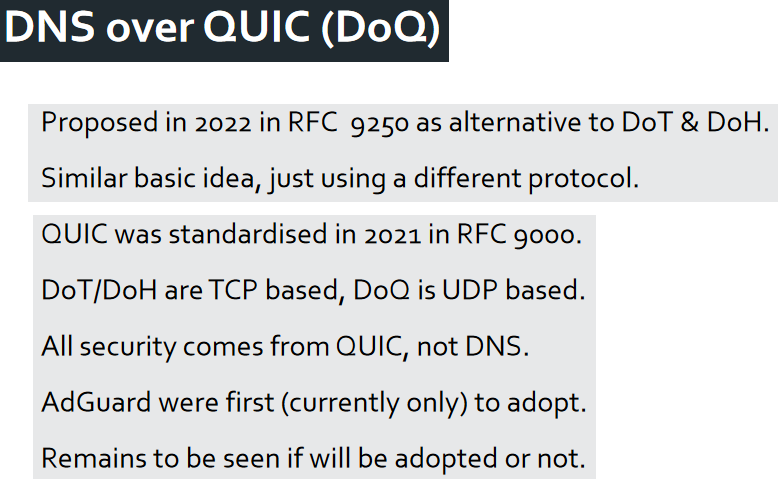 DNS over QUIC (DoQ)
Proposed in 2022 in RFC  9250 as alternative to DoT & DoH.
Similar basic idea, just using a different protocol.
QUIC was standardised in 2021 in RFC 9000.
DoT/DoH are TCP based, DoQ is UDP based.
All security comes from QUIC, not DNS.
AdGuard were first (currently only) to adopt.
Remains to be seen if will be adopted or not.